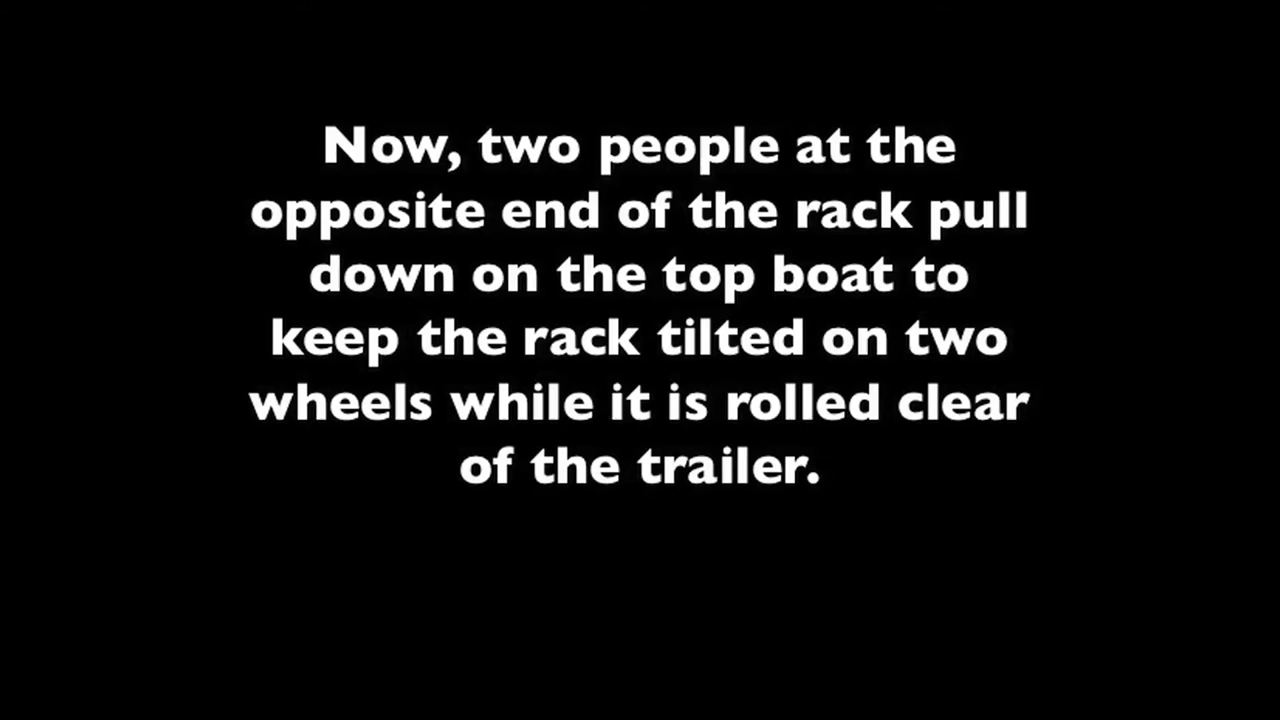 Now, two people at the
opposite end of the rack pull
down on the top boat to
keep the rack tilted on two
wheels while it is rolled clear
of the trailer.